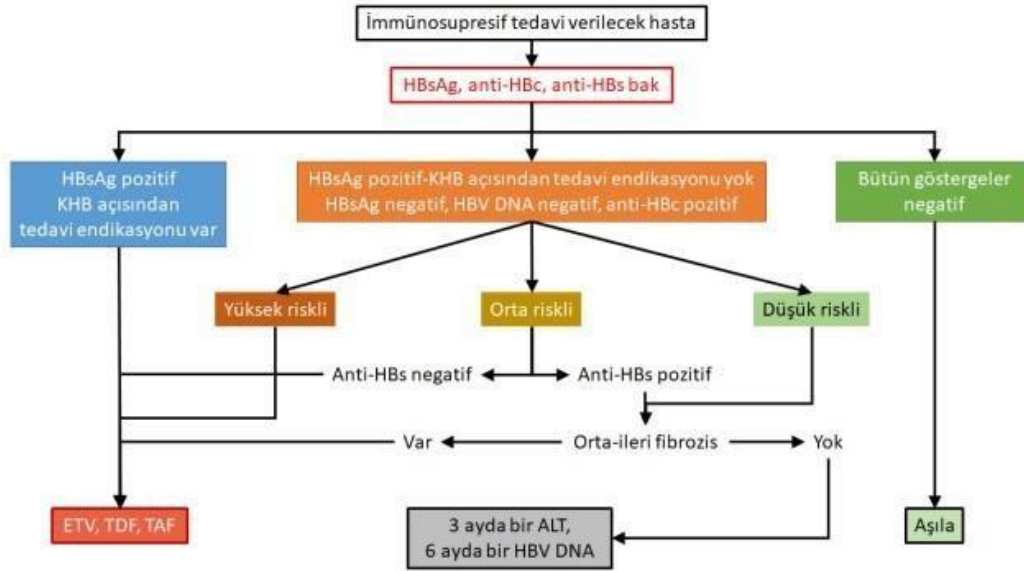 İmmünosupresif tedavi verilecek hasta
HBsAg, anti-HBc, anti-HBs bak
HBsAg pozitif
KHB açısından
tedavi endikasyonu var
HBsAg pozitif-KHB açısından tedavi endikasyonu yok
HBsAg negatif, HBV DNA negatif, anti-HBc pozitif
Bütün göstergeler
negatif
Yüksek riskli
Orta riskli
Düşük riskli
Anti-HBs negatif
Anti-HBs pozitif
Var
Orta-ileri fibrozis
Yok
ETV, TDF, TAF
3 ayda bir ALT,
6 ayda bir HBV DNA
Aşıla